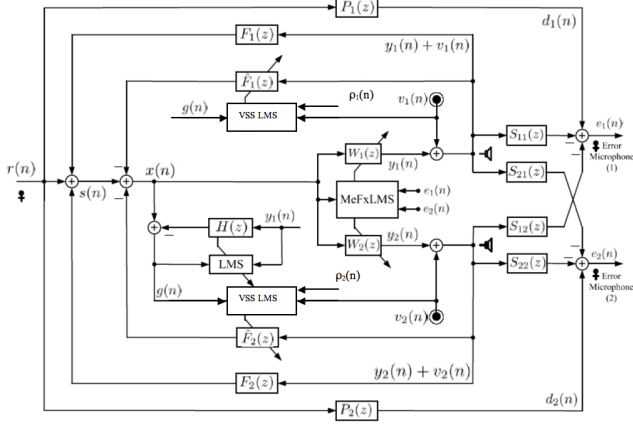 P₁(z)
d₁(n)
F₁(z)
y₁(n) + v₁(n)
F̂₁(z)
ρ₁(n)
v₁(n)
g(n)
VSS LMS
S₁₁(z)
e₁(n)
Error
Microphone
(1)
W₁(z)
y₁(n)
r(n)
x(n)
s(n)
S₂₁(z)
MeFxLMS
e₁(n)
e₂(n)
H(z)
y₁(n)
W₂(z)
y₂(n)
S₁₂(z)
LMS
S₂₂(z)
e₂(n)
Error
Microphone
(2)
ρ₂(n)
g(n)
VSS LMS
v₂(n)
F̂₂(z)
F₂(z)
y₂(n) + v₂(n)
P₂(z)
d₂(n)